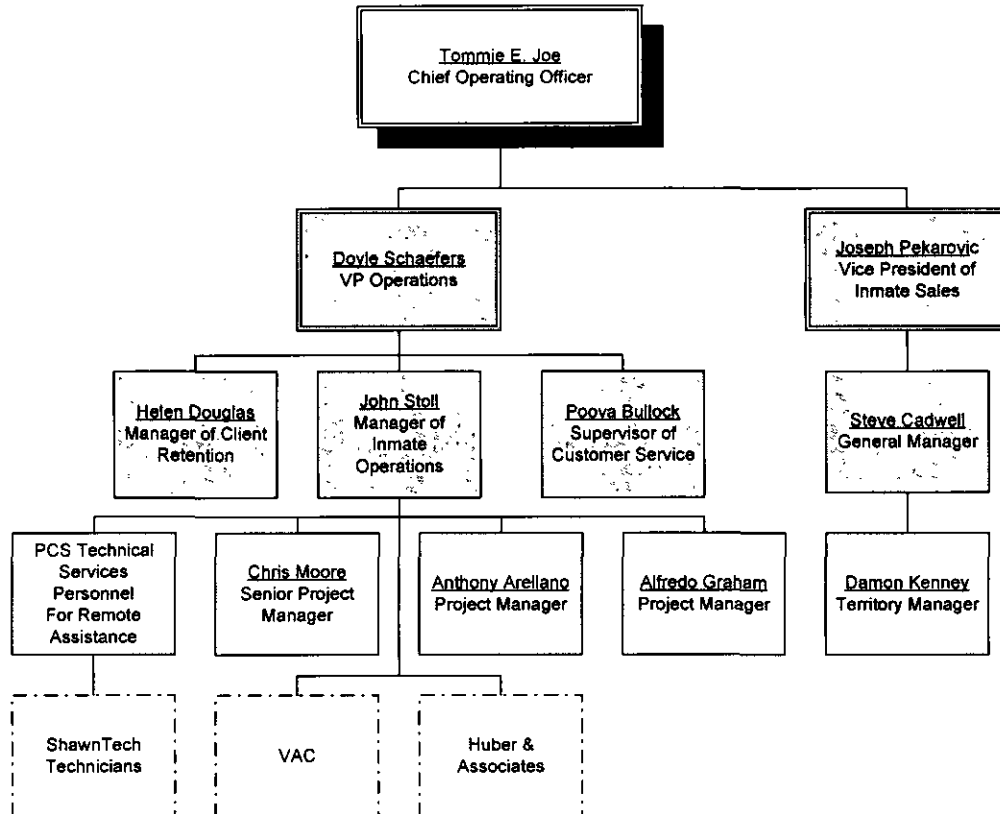 Tommie E. Joe
Chief Operating Officer
Doyle Schaefers
VP Operations
Joseph Pekarovic
Vice President of
Inmate Sales
Helen Douglas
Manager of Client
Retention
John Stoll
Manager of
Inmate
Operations
Poova Bullock
Supervisor of
Customer Service
Steve Cadwell
General Manager
PCS Technical
Services
Personnel
For Remote
Assistance
Chris Moore
Senior Project
Manager
Anthony Arellano
Project Manager
Alfredo Graham
Project Manager
Damon Kenney
Territory Manager
ShawnTech
Technicians
VAC
Huber &
Associates